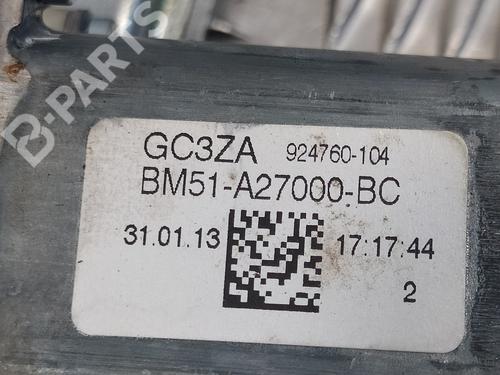 B-PARTS
GC3ZA 924760-104
BM51-A27000-BC
31.01.13 17:17:44
2